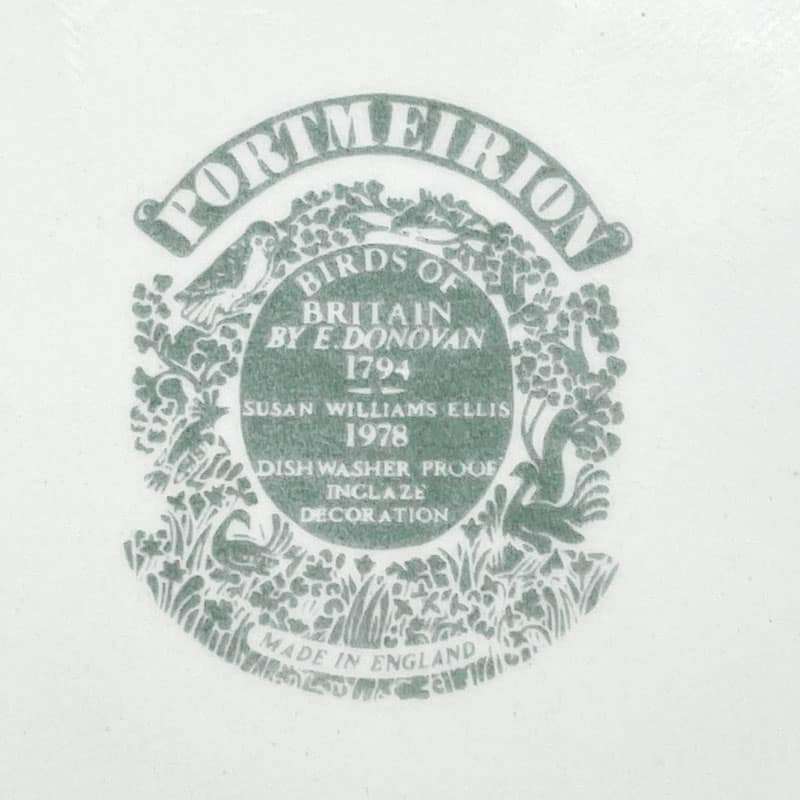 PORTMEIRION
BIRDS OF
BRITAIN
BY E. DONOVAN
1794
SUSAN WILLIAMS ELLIS
1978
DISHWASHER PROOF
INGLAZE
DECORATION
MADE IN ENGLAND